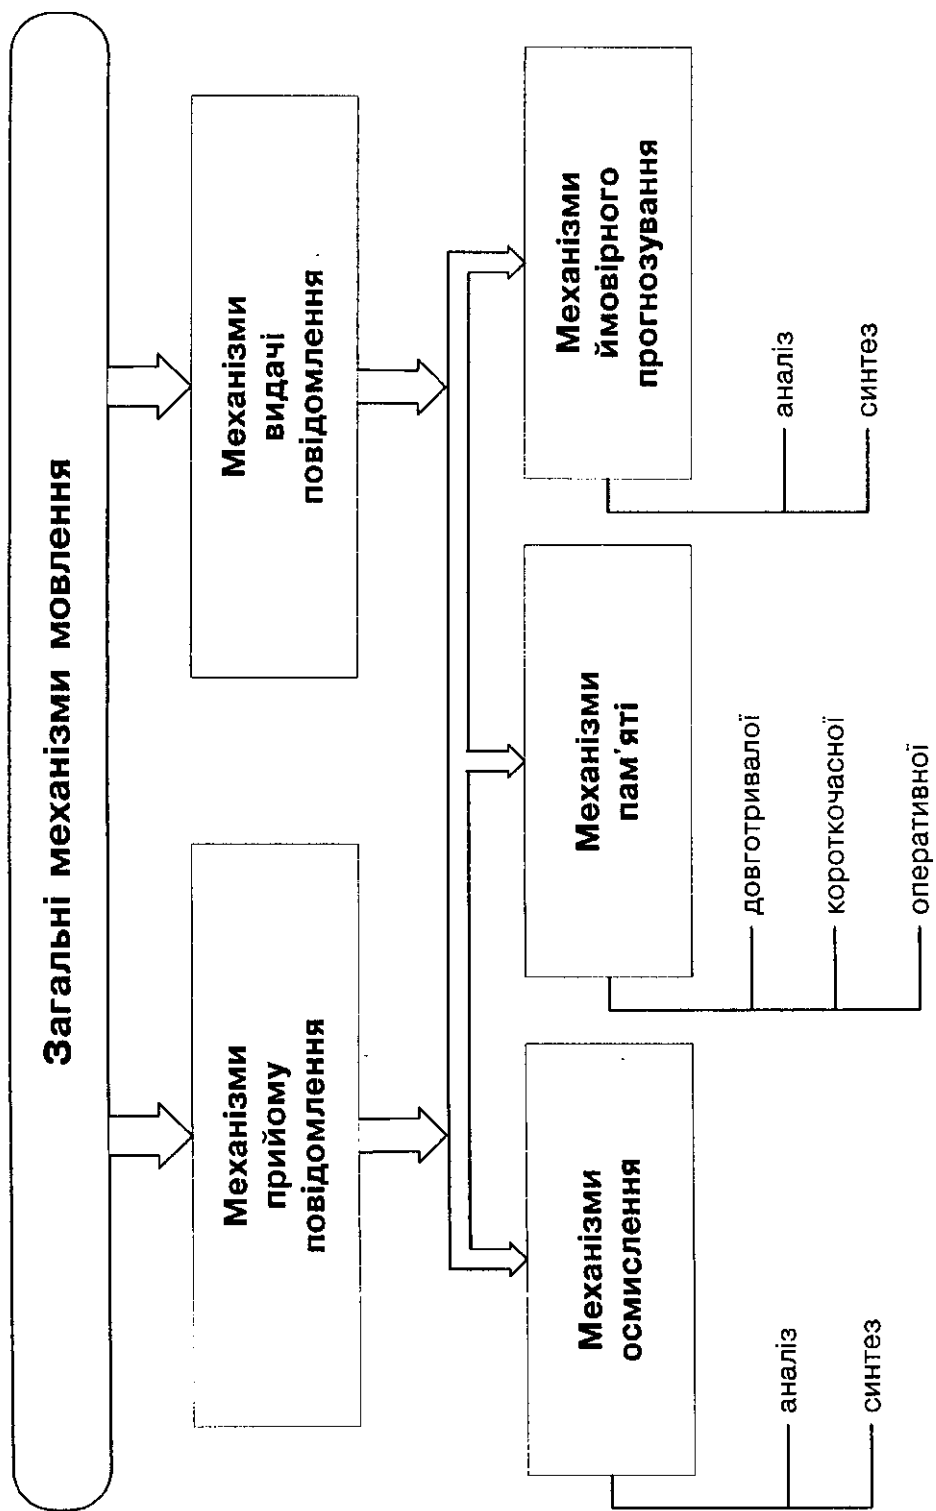 Загальні механізми мовлення
Механізми
прийому
повідомлення
Механізми
видачі
повідомлення
Механізми
осмислення
аналіз
синтез
Механізми
пам'яті
довготривалої
короткочасної
оперативної
Механізми
ймовірного
прогнозування
аналіз
синтез